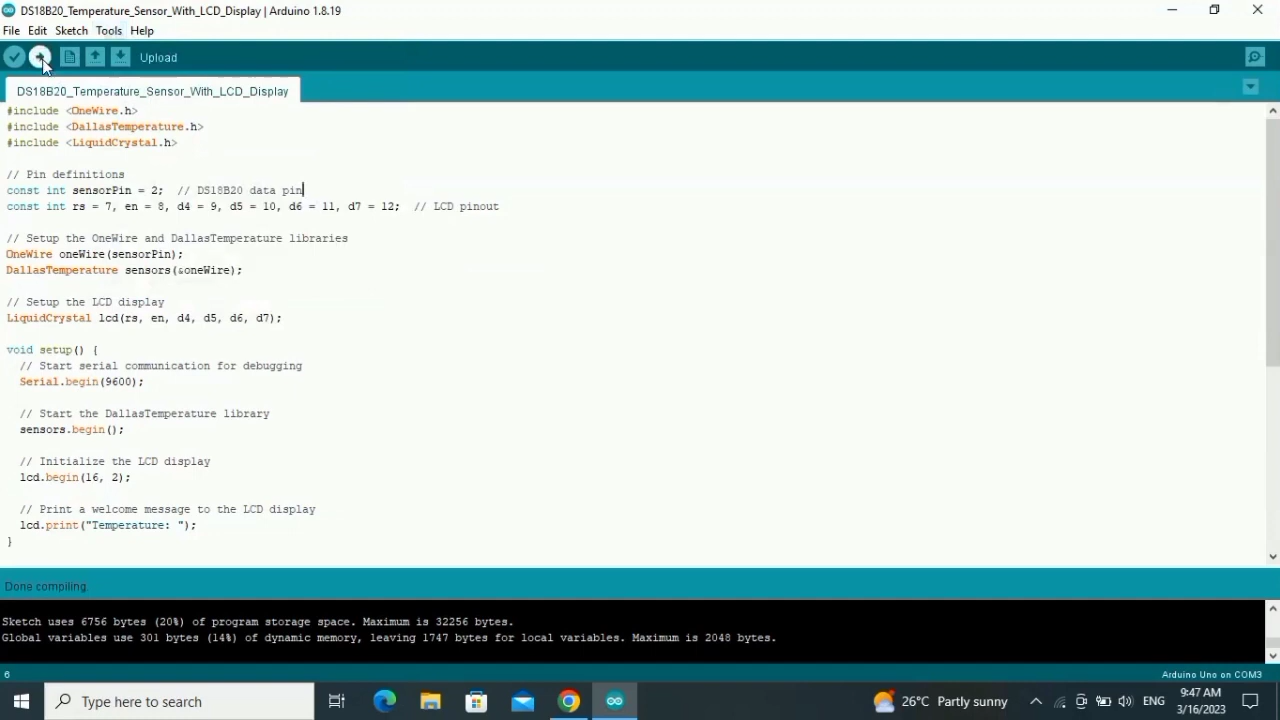 DS18B20_Temperature_Sensor_With_LCD_Display | Arduino 1.8.19
File Edit Sketch Tools Help
Upload
DS18B20_Temperature_Sensor_With_LCD_Display
#include <OneWire.h>
#include <DallasTemperature.h>
#include <LiquidCrystal.h>
// Pin definitions
const int sensorPin = 2;  // DS18B20 data pin
const int rs = 7, en = 8, d4 = 9, d5 = 10, d6 = 11, d7 = 12;  // LCD pinout
// Setup the OneWire and DallasTemperature libraries
OneWire oneWire(sensorPin);
DallasTemperature sensors(&oneWire);
// Setup the LCD display
LiquidCrystal lcd(rs, en, d4, d5, d6, d7);
void setup() {
  // Start serial communication for debugging
  Serial.begin(9600);
  // Start the DallasTemperature library
  sensors.begin();
  // Initialize the LCD display
  lcd.begin(16, 2);
  // Print a welcome message to the LCD display
  lcd.print("Temperature: ");
}
Done compiling.
Sketch uses 6756 bytes (20%) of program storage space. Maximum is 32256 bytes.
Global variables use 301 bytes (14%) of dynamic memory, leaving 1747 bytes for local variables. Maximum is 2048 bytes.
6 Arduino Uno on COM3
Type here to search 26°C Partly sunny ENG 9:47 AM
3/16/2023